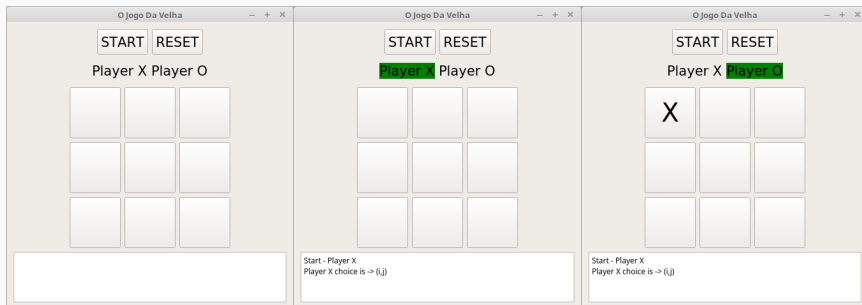 O Jogo Da Velha
START RESET
Player X Player O
O Jogo Da Velha
START RESET
Player X Player O
Start - Player X
Player X choice is -> (i,j)
O Jogo Da Velha
START RESET
Player X Player O
X
Start - Player X
Player X choice is -> (i,j)